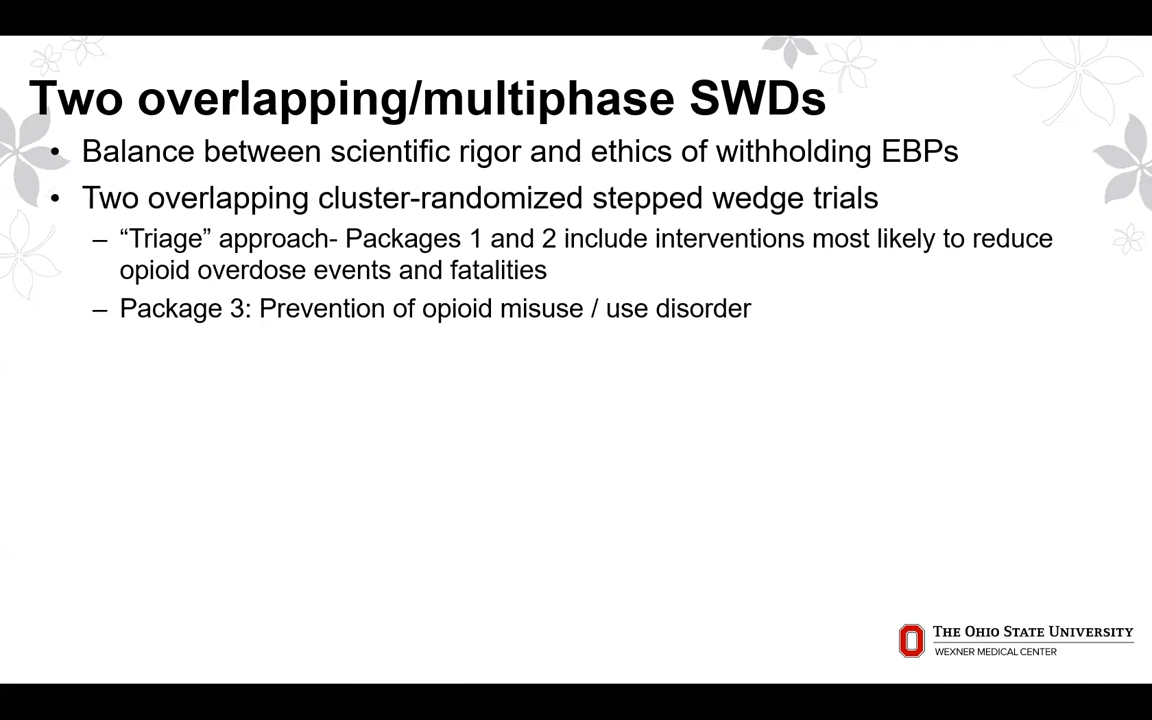 Two overlapping/multiphase SWDs
• Balance between scientific rigor and ethics of withholding EBPs
• Two overlapping cluster-randomized stepped wedge trials
– “Triage” approach- Packages 1 and 2 include interventions most likely to reduce
opioid overdose events and fatalities
– Package 3: Prevention of opioid misuse / use disorder
THE OHIO STATE UNIVERSITY
WEXNER MEDICAL CENTER